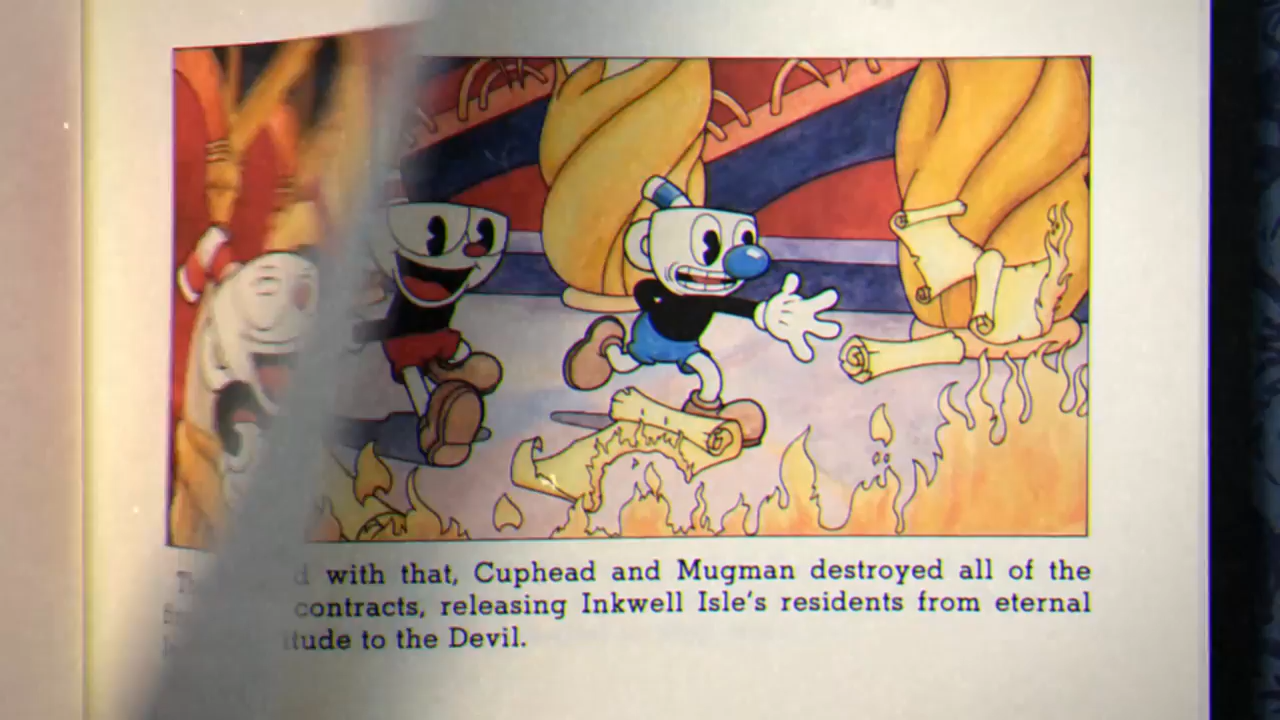 d with that, Cuphead and Mugman destroyed all of the
contracts, releasing Inkwell Isle's residents from eternal
tude to the Devil.